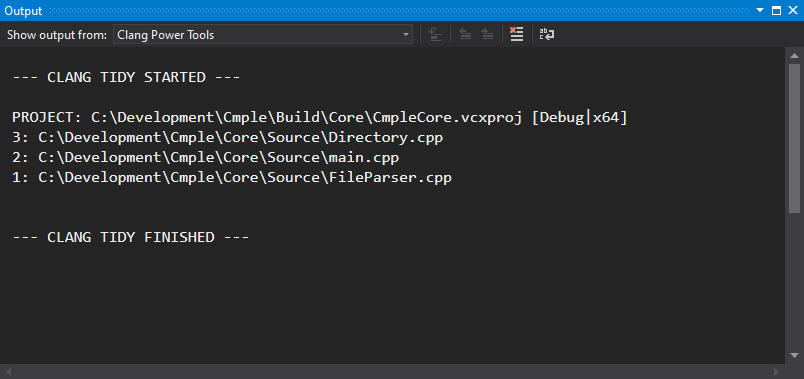 Output
Show output from: Clang Power Tools
--- CLANG TIDY STARTED ---
PROJECT: C:\Development\Cmple\Build\Core\CmpleCore.vcxproj [Debug|x64]
3: C:\Development\Cmple\Core\Source\Directory.cpp
2: C:\Development\Cmple\Core\Source\main.cpp
1: C:\Development\Cmple\Core\Source\FileParser.cpp
--- CLANG TIDY FINISHED ---